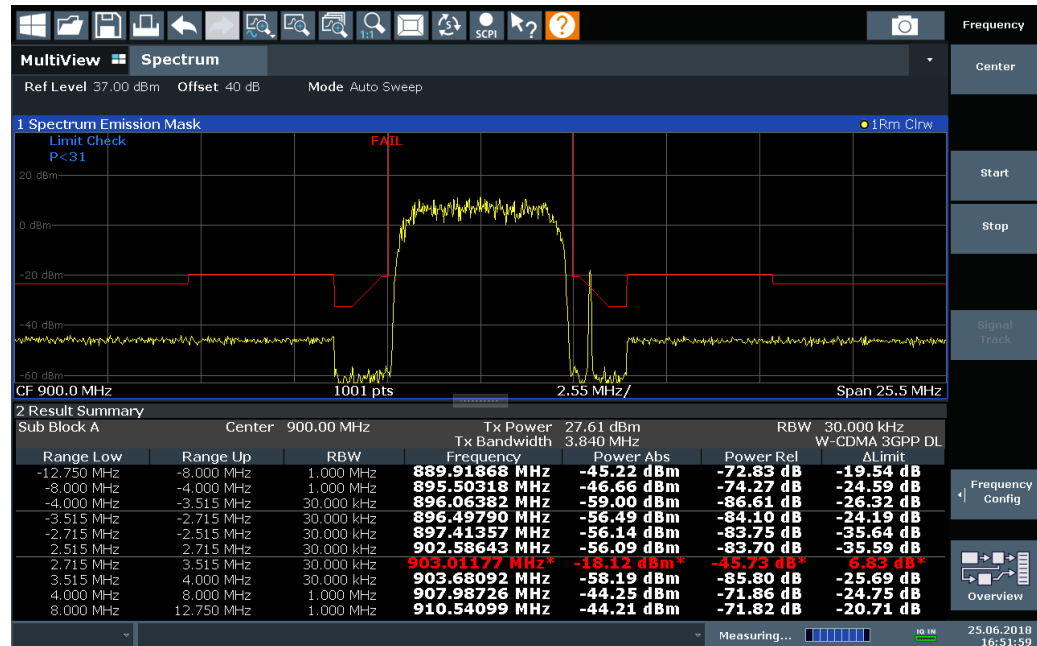 1:1 SCPI ? ? Frequency
MultiView Spectrum
Center
Ref Level 37.00 dBm Offset 40 dB Mode Auto Sweep
1 Spectrum Emission Mask 1Rm Clrw
Limit Check FAIL
P<31
20 dBm
Start
0 dBm
Stop
-20 dBm
-40 dBm
Signal
Track
-60 dBm
CF 900.0 MHz 1001 pts 2.55 MHz/ Span 25.5 MHz
2 Result Summary
Sub Block A Center 900.00 MHz Tx Power 27.61 dBm RBW 30.000 kHz
Tx Bandwidth 3.840 MHz W-CDMA 3GPP DL
Range Low Range Up RBW Frequency Power Abs Power Rel ΔLimit
-12.750 MHz -8.000 MHz 1.000 MHz 889.91868 MHz -45.22 dBm -72.83 dB -19.54 dB
-8.000 MHz -4.000 MHz 1.000 MHz 895.50318 MHz -46.66 dBm -74.27 dB -24.59 dB
-4.000 MHz -3.515 MHz 30.000 kHz 896.06382 MHz -59.00 dBm -86.61 dB -26.32 dB
-3.515 MHz -2.715 MHz 30.000 kHz 896.49790 MHz -56.49 dBm -84.10 dB -24.19 dB
-2.715 MHz -2.515 MHz 30.000 kHz 897.41357 MHz -56.14 dBm -83.75 dB -35.64 dB
2.515 MHz 2.715 MHz 30.000 kHz 902.58643 MHz -56.09 dBm -83.70 dB -35.59 dB
2.715 MHz 3.515 MHz 30.000 kHz 903.01177 MHz* -18.12 dBm* -45.73 dB* 6.83 dB*
3.515 MHz 4.000 MHz 30.000 kHz 903.68092 MHz -58.19 dBm -85.80 dB -25.69 dB
4.000 MHz 8.000 MHz 1.000 MHz 907.98726 MHz -44.25 dBm -71.86 dB -24.75 dB
8.000 MHz 12.750 MHz 1.000 MHz 910.54099 MHz -44.21 dBm -71.82 dB -20.71 dB
Frequency
Config
Overview
Measuring... IQ IN 25.06.2018
16:51:59